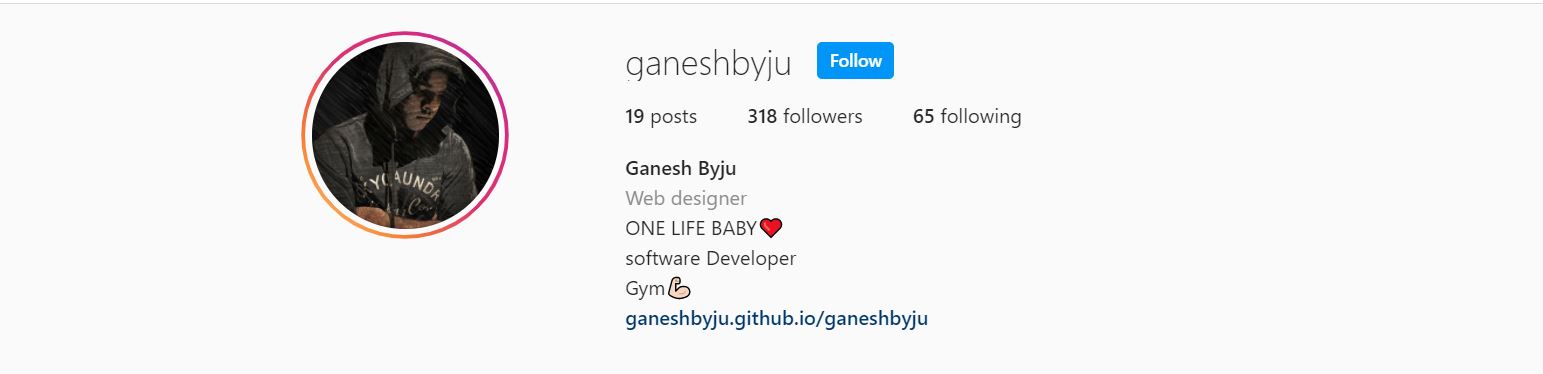 ganeshbyju Follow
19 posts 318 followers 65 following
Ganesh Byju
Web designer
ONE LIFE BABY❤️
software Developer
Gym💪🏻
ganeshbyju.github.io/ganeshbyju